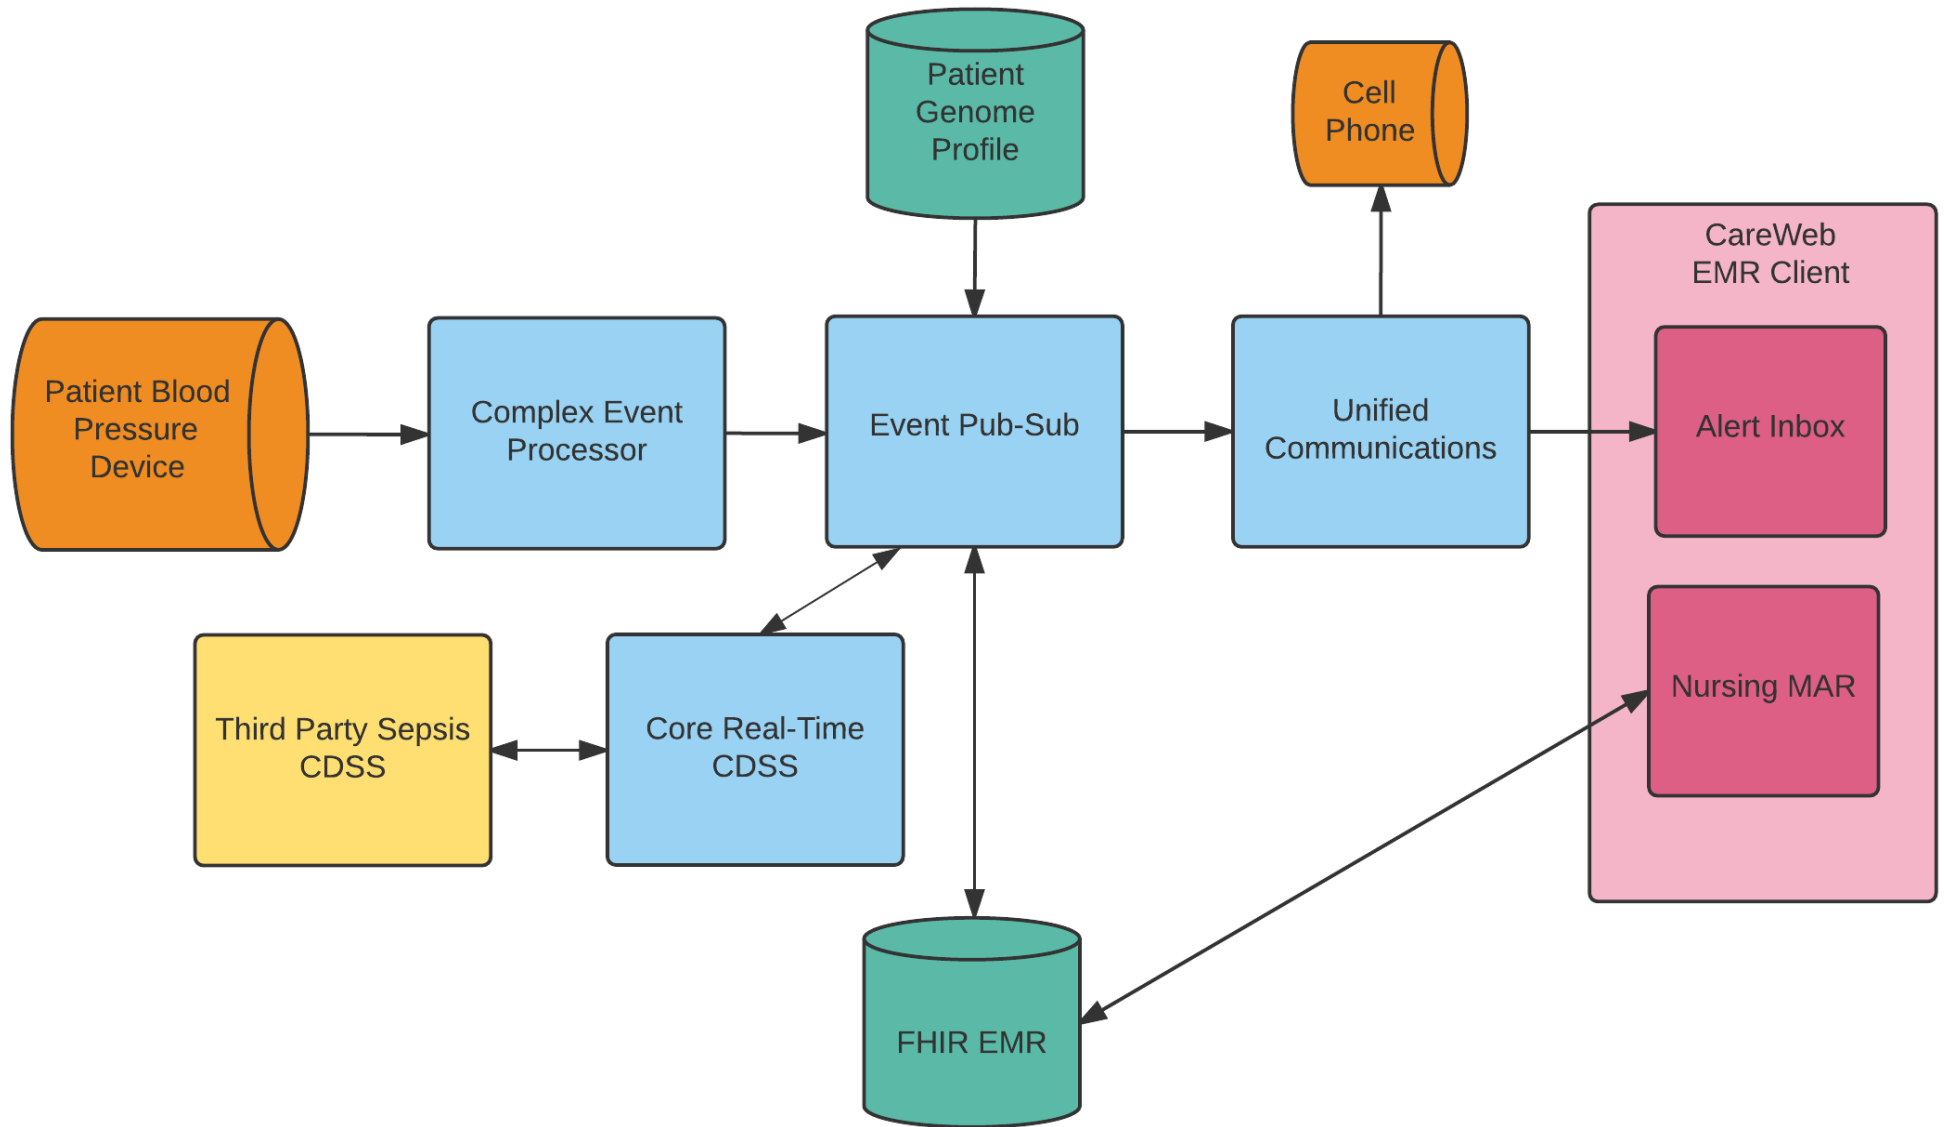 Patient
Genome
Profile
Cell
Phone
CareWeb
EMR Client
Patient Blood
Pressure
Device
Complex Event
Processor
Event Pub-Sub
Unified
Communications
Alert Inbox
Third Party Sepsis
CDSS
Core Real-Time
CDSS
Nursing MAR
FHIR EMR